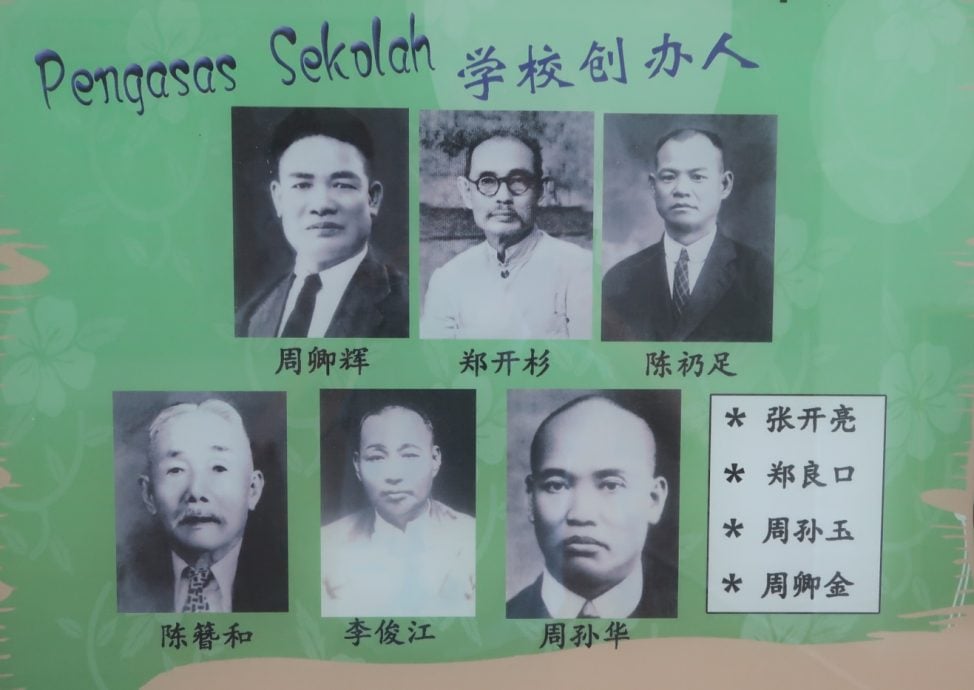 Pengasas Sekolah 学校创办人
周卿辉 郑开杉 陈礽足
* 张开亮
* 郑良口
* 周孙玉
* 周卿金
陈簪和 李俊江 周孙华